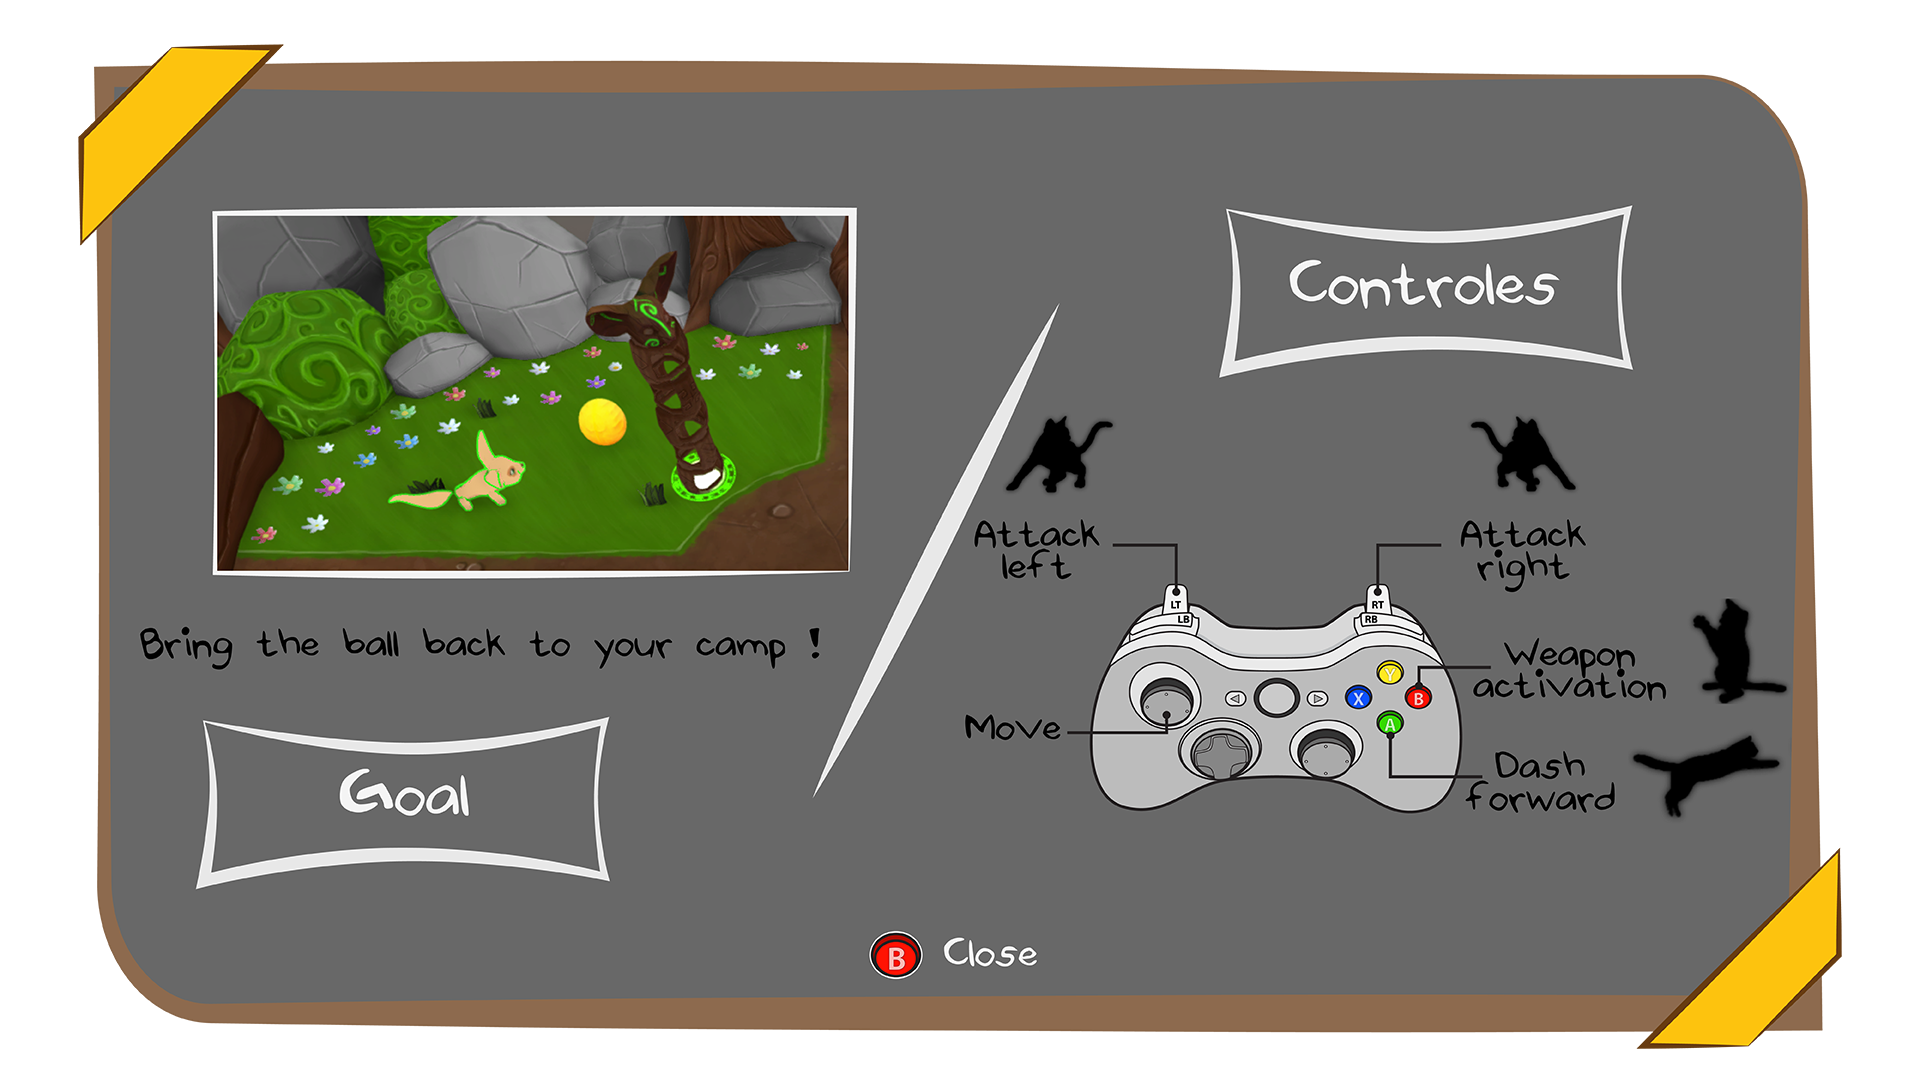 Bring the ball back to your camp !
Goal
Controles
Attack
left
Attack
right
LT
LB
RT
RB
Y
X
B
A
Weapon
activation
Move
Dash
forward
B Close